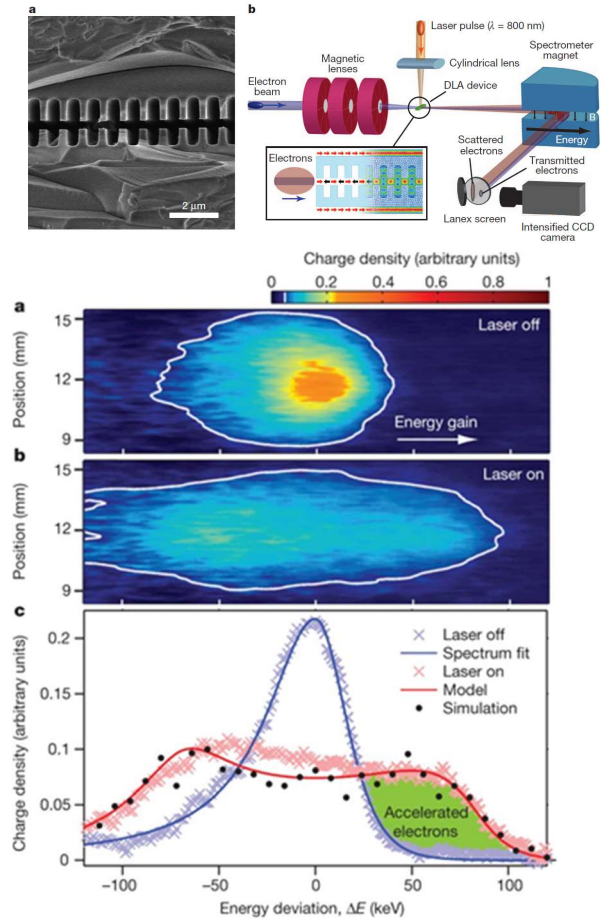 a
2 μm
b
Laser pulse (λ = 800 nm)
Magnetic
lenses
Cylindrical lens
DLA device
Spectrometer
magnet
Electron
beam
B
Energy
Electrons
Scattered
electrons
Transmitted
electrons
Lanex screen
Intensified CCD
camera
Charge density (arbitrary units)
0 0.2 0.4 0.6 0.8 1
a
Laser off
Position (mm)
15
12
9
Energy gain
b
Laser on
Position (mm)
15
12
9
c
Charge density (arbitrary units)
0.2
0.15
0.1
0.05
0
Laser off
Spectrum fit
Laser on
Model
Simulation
Accelerated
electrons
−100 −50 0 50 100
Energy deviation, ΔE (keV)